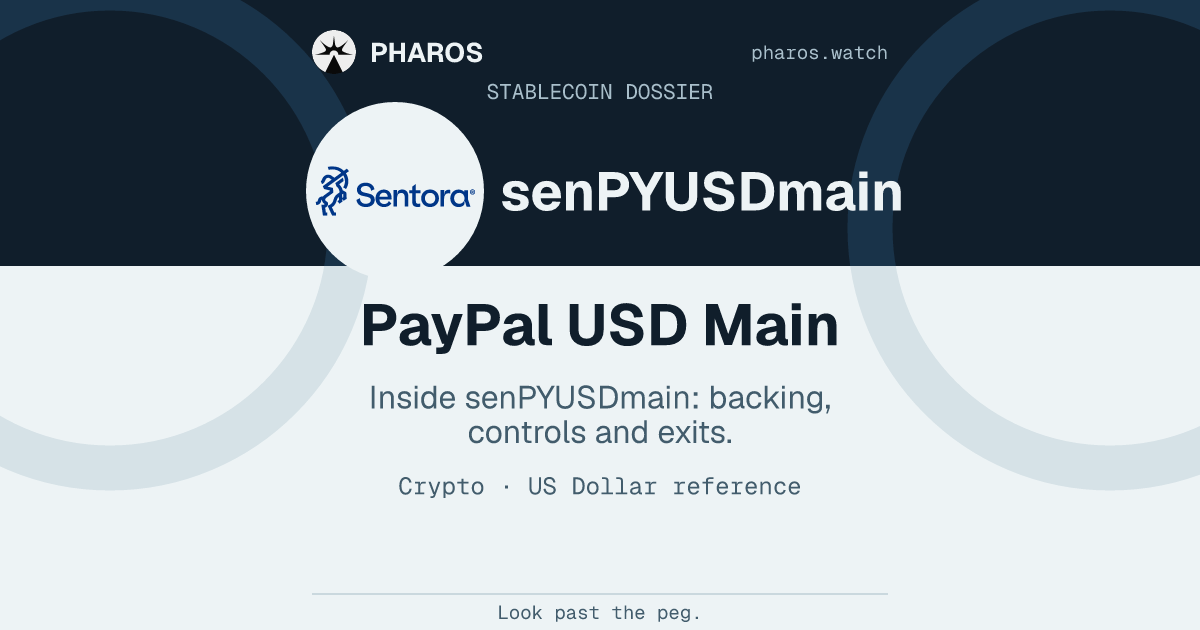 PHAROS
pharos.watch
STABLECOIN DOSSIER
Sentora®
senPYUSDmain
PayPal USD Main
Inside senPYUSDmain: backing,
controls and exits.
Crypto · US Dollar reference
Look past the peg.